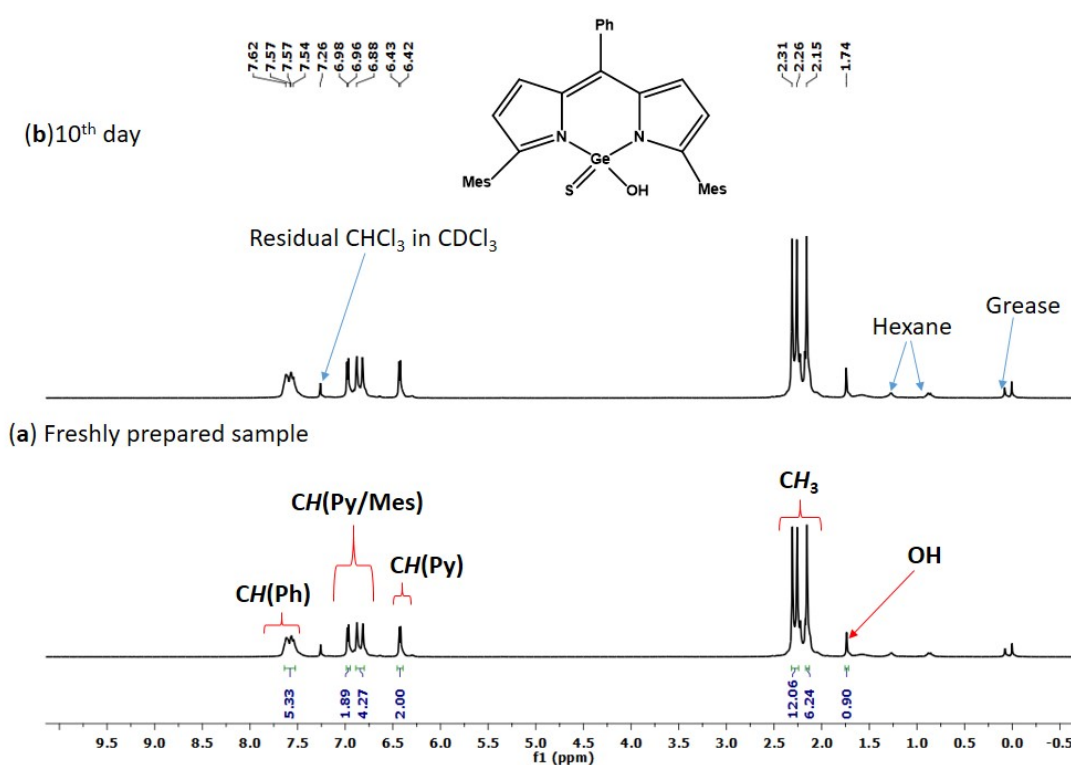 7.62
7.57
7.57
7.54
7.26
6.98
6.96
6.88
6.43
6.42
2.31
2.26
2.15
1.74
Ph
(b)10th day
N
N
Ge
Mes
S
OH
Mes
Residual CHCl3 in CDCl3
Hexane
Grease
(a) Freshly prepared sample
CH(Ph)
CH(Py/Mes)
CH(Py)
CH3
OH
5.33
1.89
4.27
2.00
12.06
6.24
0.90
9.5 9.0 8.5 8.0 7.5 7.0 6.5 6.0 5.5 5.0 4.5 4.0 3.5 3.0 2.5 2.0 1.5 1.0 0.5 0.0 -0.5
f1 (ppm)